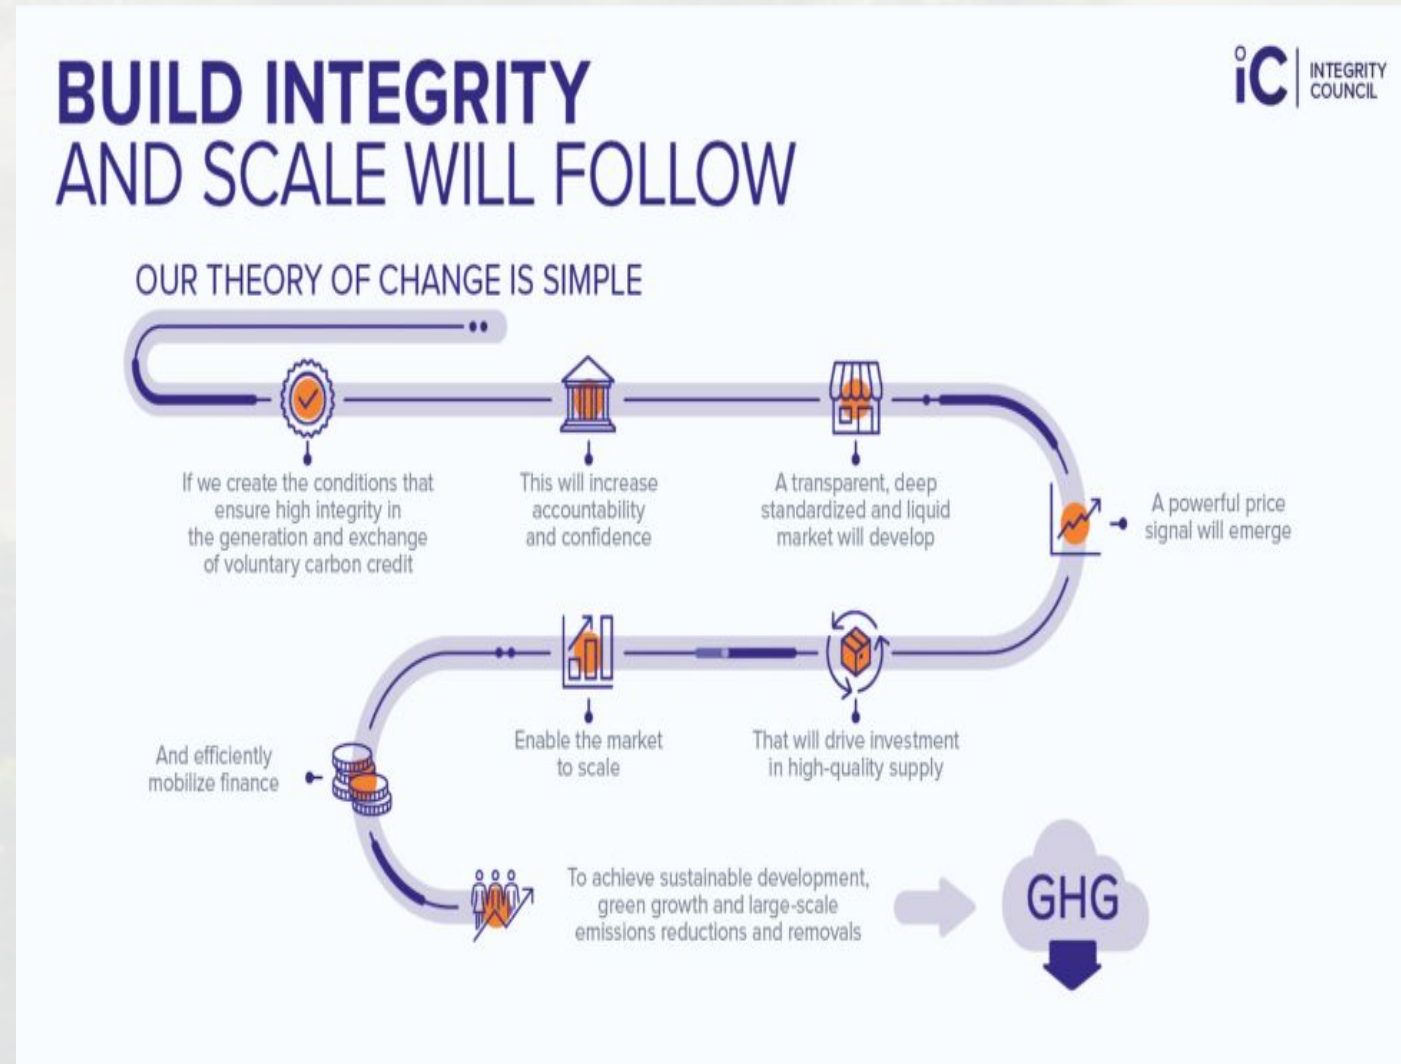 BUILD INTEGRITY
AND SCALE WILL FOLLOW
iC
INTEGRITY
COUNCIL
OUR THEORY OF CHANGE IS SIMPLE
If we create the conditions that
ensure high integrity in
the generation and exchange
of voluntary carbon credit
This will increase
accountability
and confidence
A transparent, deep
standardized and liquid
market will develop
A powerful price
signal will emerge
That will drive investment
in high-quality supply
Enable the market
to scale
And efficiently
mobilize finance
To achieve sustainable development,
green growth and large-scale
emissions reductions and removals
GHG